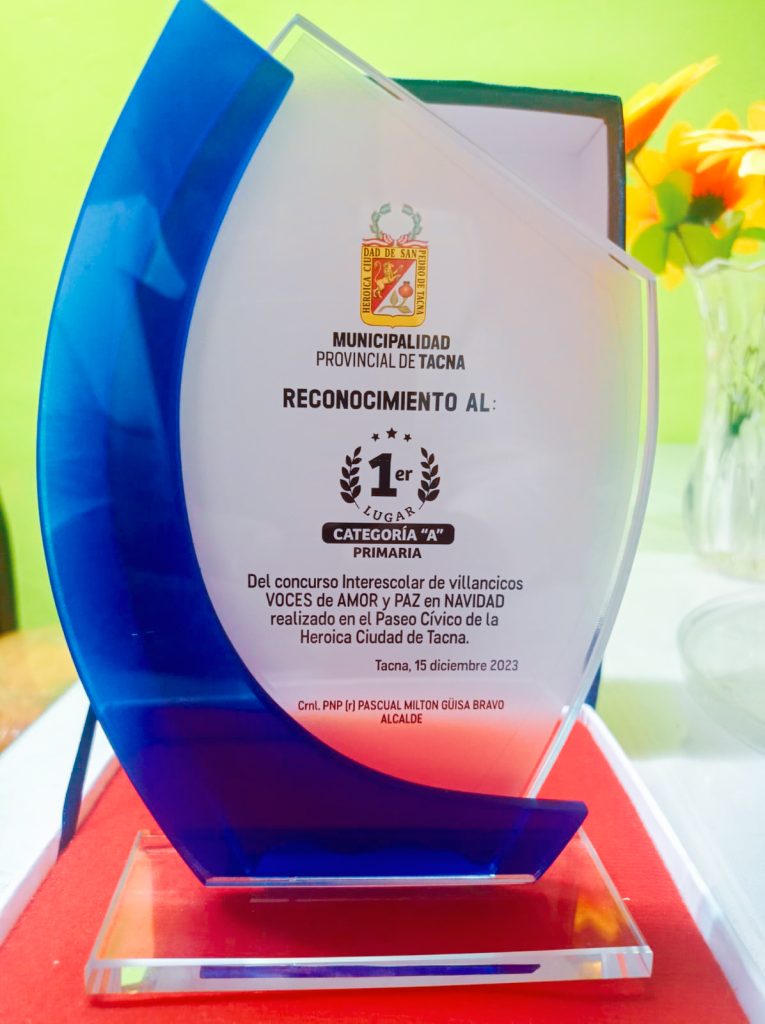 HEROICA CIUDAD DE SAN PEDRO DE TACNA
MUNICIPALIDAD
PROVINCIAL DE TACNA
RECONOCIMIENTO AL:
1er
LUGAR
CATEGORÍA "A"
PRIMARIA
Del concurso Interescolar de villancicos
VOCES de AMOR y PAZ en NAVIDAD
realizado en el Paseo Cívico de la
Heroica Ciudad de Tacna.
Tacna, 15 diciembre 2023
Crnl. PNP (r) PASCUAL MILTON GÜISA BRAVO
ALCALDE